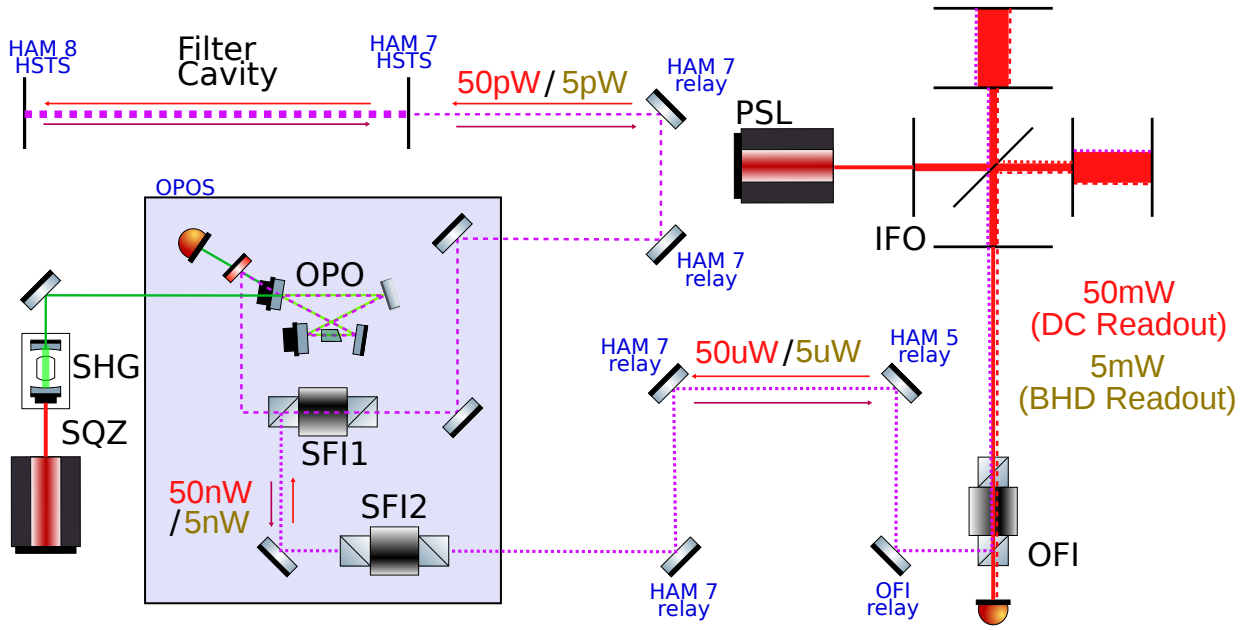 HAM 8
HSTS
Filter
Cavity
HAM 7
HSTS
50pW / 5pW
HAM 7
relay
PSL
OPOS
OPO
HAM 7
relay
IFO
SHG
SQZ
50mW
(DC Readout)
5mW
(BHD Readout)
HAM 7
relay
50uW/5uW
HAM 5
relay
SFI1
50nW
/5nW
SFI2
HAM 7
relay
OFI
relay
OFI